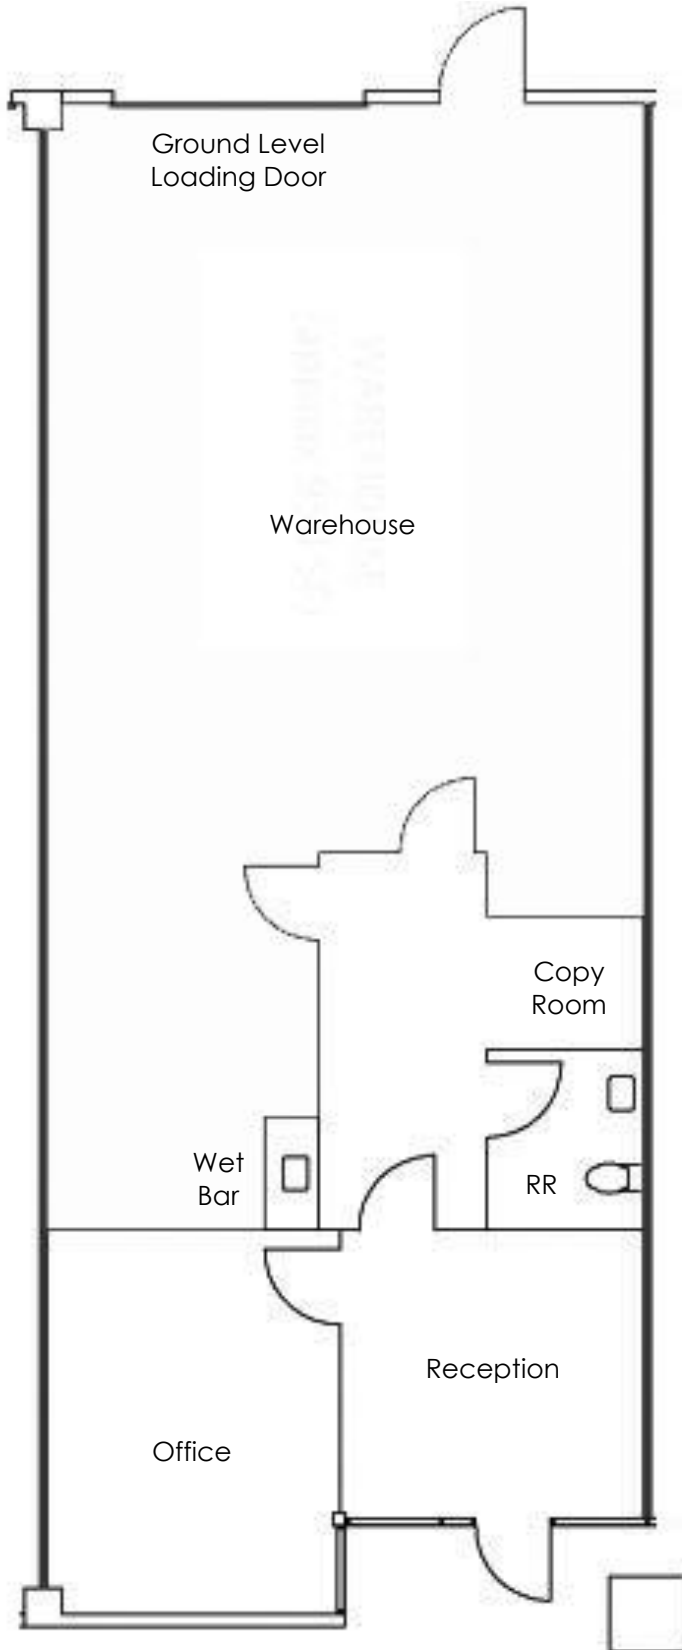 Ground Level
Loading Door
Warehouse
Copy
Room
Wet
Bar
RR
Reception
Office